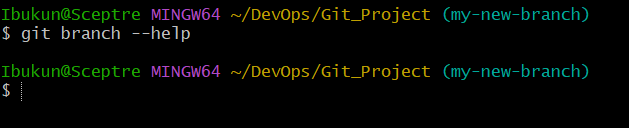 Ibukun@Sceptre MINGW64 ~/DevOps/Git_Project (my-new-branch)
$ git branch --help
Ibukun@Sceptre MINGW64 ~/DevOps/Git_Project (my-new-branch)
$